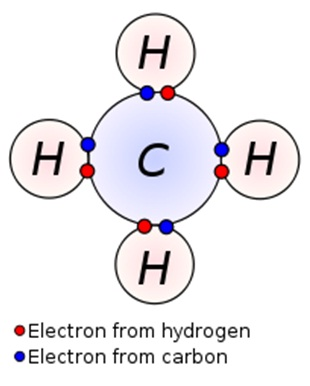 H
H C H
H
Electron from hydrogen
Electron from carbon